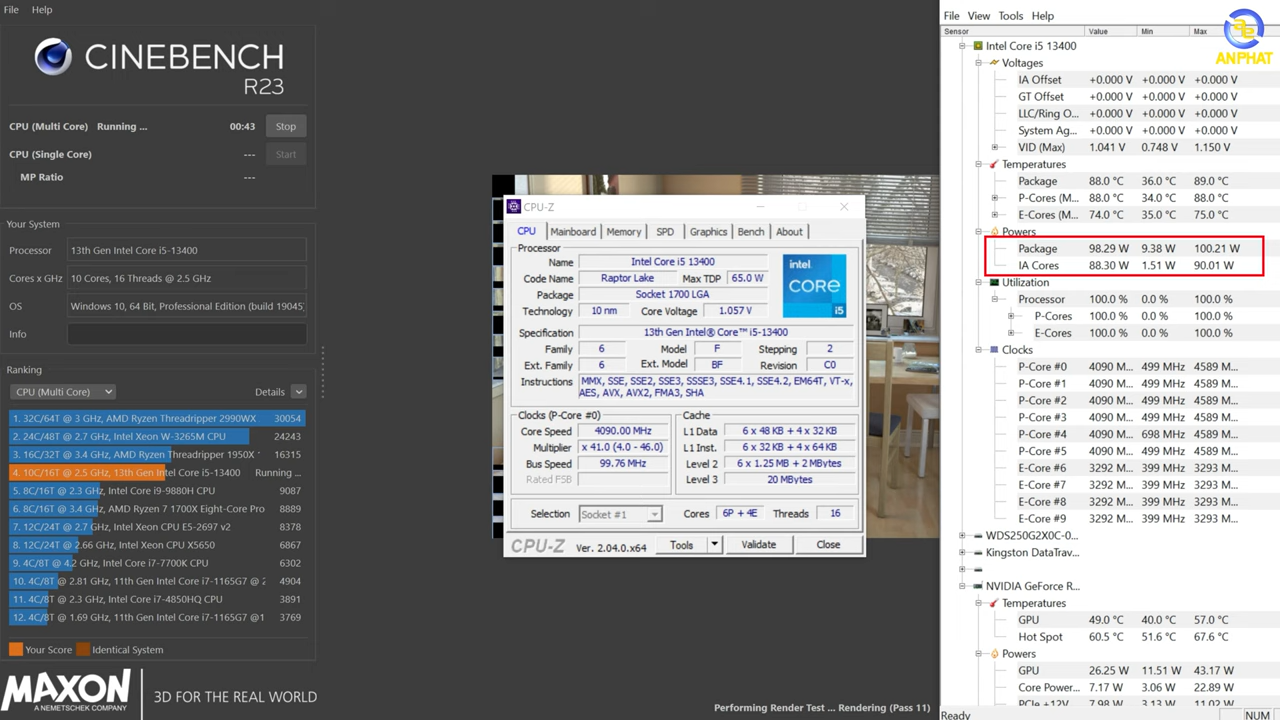 File Help
CINEBENCH
R23
CPU (Multi Core) Running ... 00:43 Stop
CPU (Single Core) --- Start
MP Ratio ---
Your System
Processor 13th Gen Intel Core i5-13400
Cores x GHz 10 Cores, 16 Threads @ 2.5 GHz
OS Windows 10, 64 Bit, Professional Edition (build 190
Info
Ranking
CPU (Multi Core) Details
1. 32C/64T @ 3 GHz, AMD Ryzen Threadripper 2990WX 30054
2. 24C/48T @ 2.7 GHz, Intel Xeon W-3265M CPU 24243
3. 16C/32T @ 3.4 GHz, AMD Ryzen Threadripper 1950X 16315
4. 10C/16T @ 2.5 GHz, 13th Gen Intel Core i5-13400 Running ...
5. 8C/16T @ 2.3 GHz, Intel Core i9-9880H CPU 9087
6. 8C/16T @ 3.4 GHz, AMD Ryzen 7 1700X Eight-Core Proc 8889
7. 12C/24T @ 2.7 GHz, Intel Xeon CPU E5-2697 v2 8378
8. 12C/24T @ 2.66 GHz, Intel Xeon CPU X5650 6867
9. 4C/8T @ 4.2 GHz, Intel Core i7-7700K CPU 6302
10. 4C/8T @ 2.81 GHz, 11th Gen Intel Core i7-1165G7 @ 2 4904
11. 4C/8T @ 2.3 GHz, Intel Core i7-4850HQ CPU 3891
12. 4C/8T @ 1.69 GHz, 11th Gen Intel Core i7-1165G7 @1 3769
Your Score Identical System
MAXON
A NEMETSCHEK COMPANY
3D FOR THE REAL WORLD
Performing Render Test ... Rendering (Pass 11)
CPU-Z
CPU Mainboard Memory SPD Graphics Bench About
Processor
Name Intel Core i5 13400
Code Name Raptor Lake Max TDP 65.0 W
Package Socket 1700 LGA
Technology 10 nm Core Voltage 1.057 V
intel
CORE
i5
Specification 13th Gen Intel® Core™ i5-13400
Family 6 Model F Stepping 2
Ext. Family 6 Ext. Model BF Revision C0
Instructions MMX, SSE, SSE2, SSE3, SSSE3, SSE4.1, SSE4.2, EM64T, VT-x,
AES, AVX, AVX2, FMA3, SHA
Clocks (P-Core #0)
Core Speed 4090.00 MHz
Multiplier x 41.0 (4.0 - 46.0)
Bus Speed 99.76 MHz
Rated FSB
Cache
L1 Data 6 x 48 KB + 4 x 32 KB
L1 Inst. 6 x 32 KB + 4 x 64 KB
Level 2 6 x 1.25 MB + 2 MBytes
Level 3 20 MBytes
Selection Socket #1 Cores 6P + 4E Threads 16
CPU-Z Ver. 2.04.0.x64 Tools Validate Close
File View Tools Help
Sensor Value Min Max
ANPHAT
Intel Core i5 13400
Voltages
IA Offset +0.000 V +0.000 V +0.000 V
GT Offset +0.000 V +0.000 V +0.000 V
LLC/Ring O... +0.000 V +0.000 V +0.000 V
System Ag... +0.000 V +0.000 V +0.000 V
VID (Max) 1.041 V 0.748 V 1.150 V
Temperatures
Package 88.0 °C 36.0 °C 89.0 °C
P-Cores (M... 88.0 °C 34.0 °C 88.0 °C
E-Cores (M... 74.0 °C 35.0 °C 75.0 °C
Powers
Package 98.29 W 9.38 W 100.21 W
IA Cores 88.30 W 1.51 W 90.01 W
Utilization
Processor 100.0 % 0.0 % 100.0 %
P-Cores 100.0 % 0.0 % 100.0 %
E-Cores 100.0 % 0.0 % 100.0 %
Clocks
P-Core #0 4090 M... 499 MHz 4589 M...
P-Core #1 4090 M... 499 MHz 4589 M...
P-Core #2 4090 M... 499 MHz 4589 M...
P-Core #3 4090 M... 499 MHz 4589 M...
P-Core #4 4090 M... 698 MHz 4589 M...
P-Core #5 4090 M... 499 MHz 4589 M...
E-Core #6 3292 M... 399 MHz 3293 M...
E-Core #7 3292 M... 399 MHz 3293 M...
E-Core #8 3292 M... 399 MHz 3293 M...
E-Core #9 3292 M... 399 MHz 3293 M...
WDS250G2X0C-0...
Kingston DataTrav...
NVIDIA GeForce R...
Temperatures
GPU 49.0 °C 40.0 °C 57.0 °C
Hot Spot 60.5 °C 51.6 °C 67.6 °C
Powers
GPU 26.25 W 11.51 W 43.17 W
Core Power... 7.17 W 3.06 W 22.89 W
PCIe +12V 7.98 W 3.13 W 11.02 W
Ready NUM